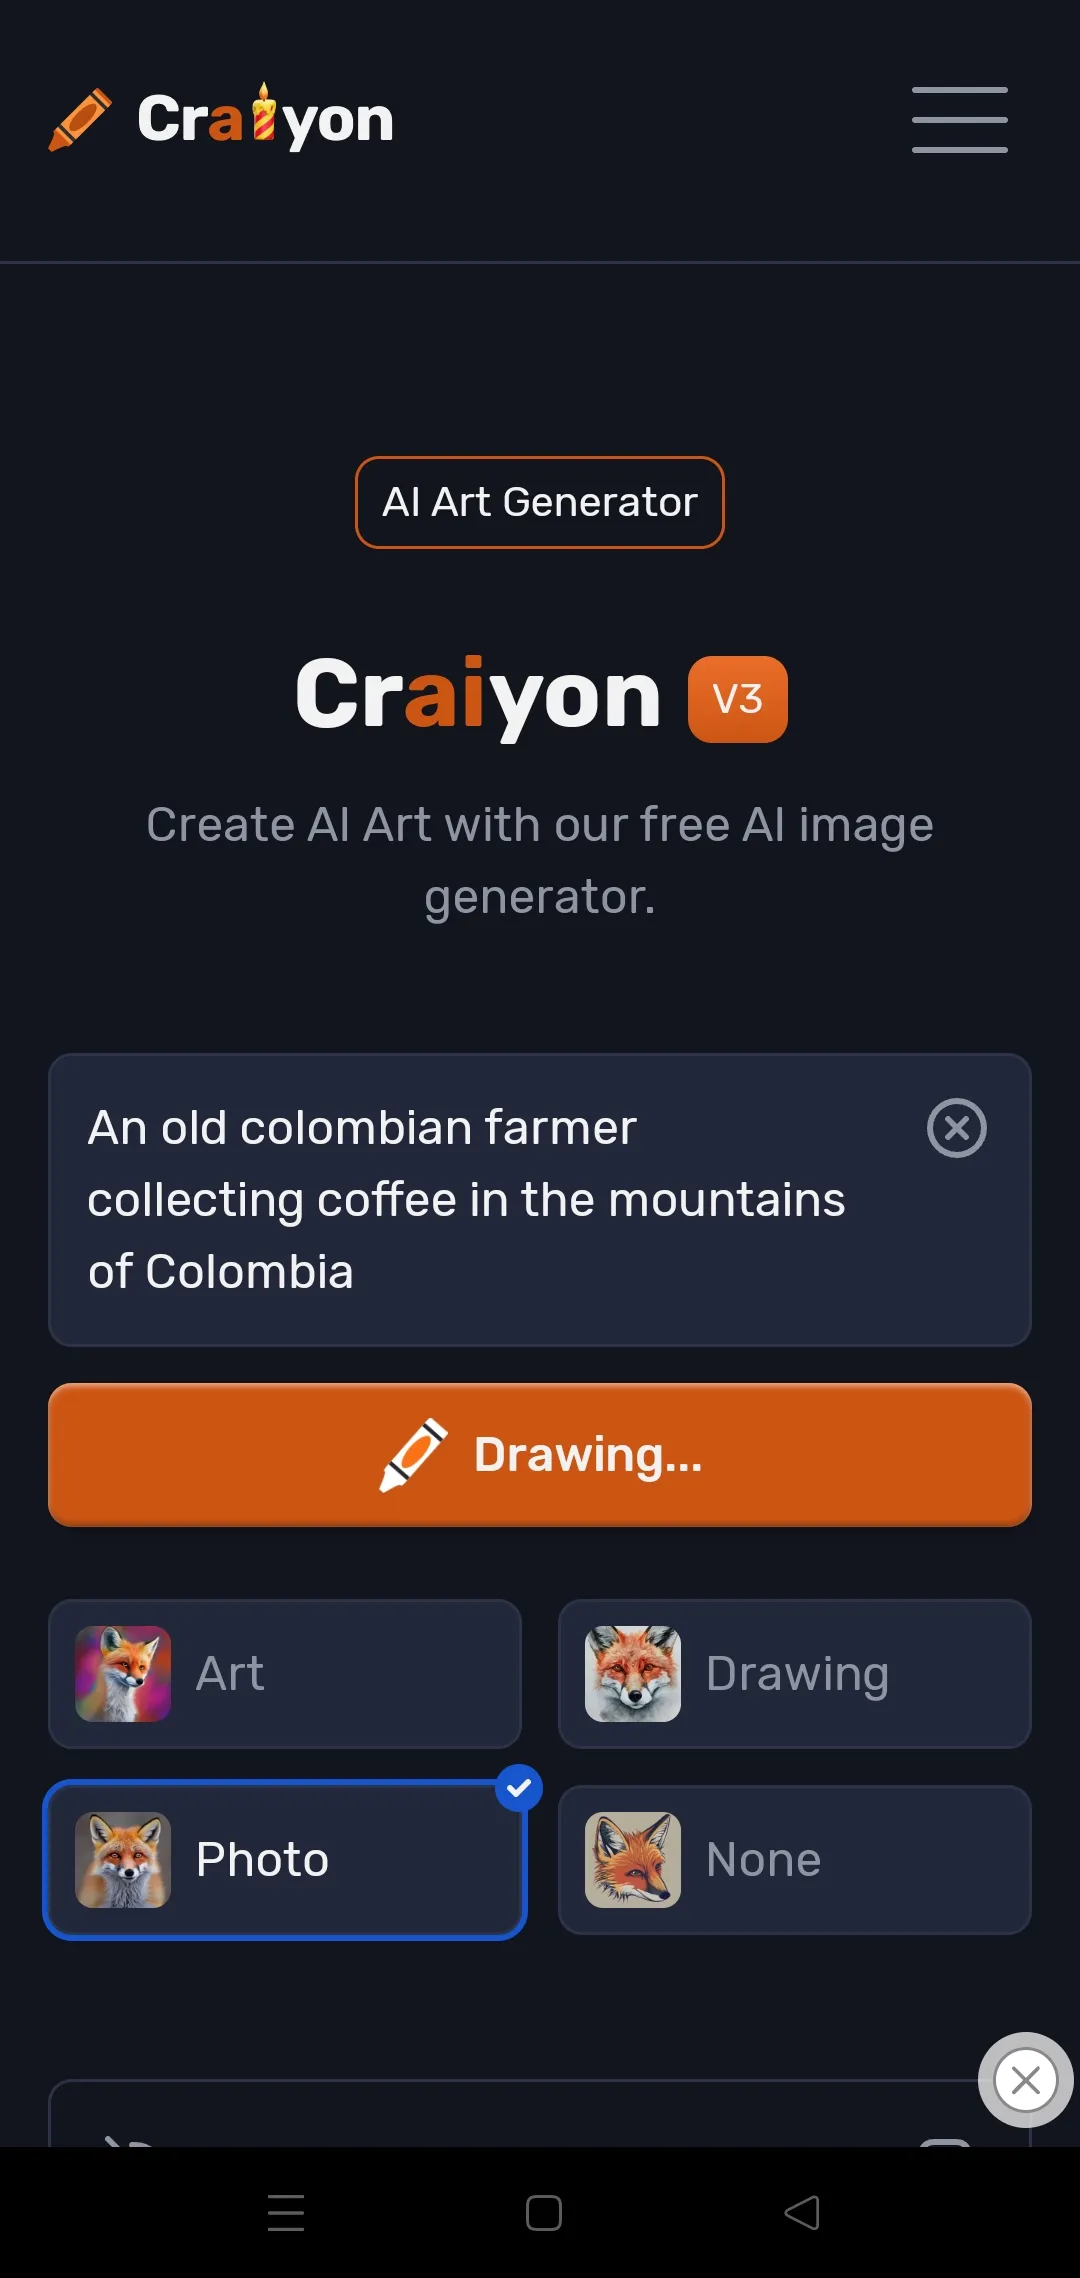 Craiyon
AI Art Generator
Craiyon V3
Create AI Art with our free AI image
generator.
An old colombian farmer
collecting coffee in the mountains
of Colombia
Drawing...
Art
Drawing
Photo
None